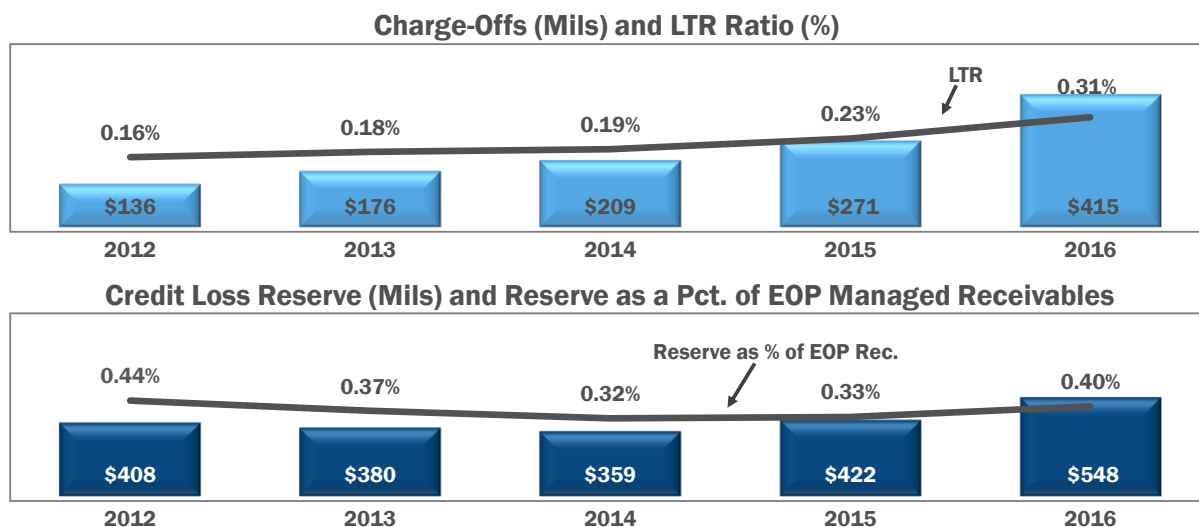 Charge-Offs (Mils) and LTR Ratio (%)
LTR
0.16% 0.18% 0.19% 0.23% 0.31%
$136 $176 $209 $271 $415
2012 2013 2014 2015 2016
Credit Loss Reserve (Mils) and Reserve as a Pct. of EOP Managed Receivables
Reserve as % of EOP Rec.
0.44% 0.37% 0.32% 0.33% 0.40%
$408 $380 $359 $422 $548
2012 2013 2014 2015 2016